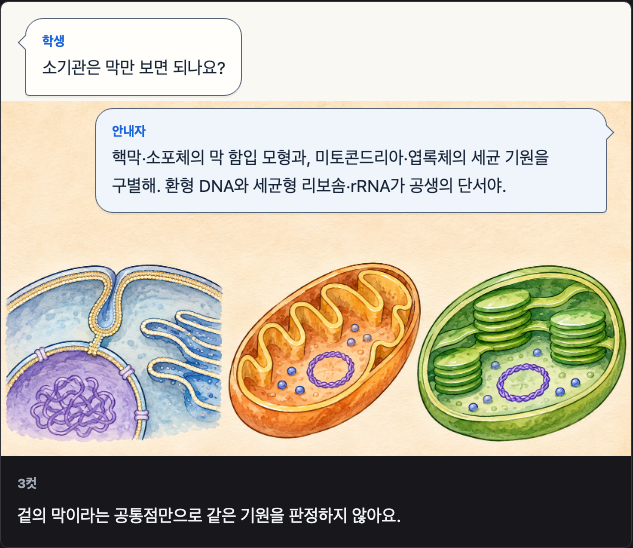 학생
소기관은 막만 보면 되나요?
안내자
핵막·소포체의 막 함입 모형과, 미토콘드리아·엽록체의 세균 기원을
구별해. 환형 DNA와 세균형 리보솜·rRNA가 공생의 단서야.
3컷
겉의 막이라는 공통점만으로 같은 기원을 판정하지 않아요.